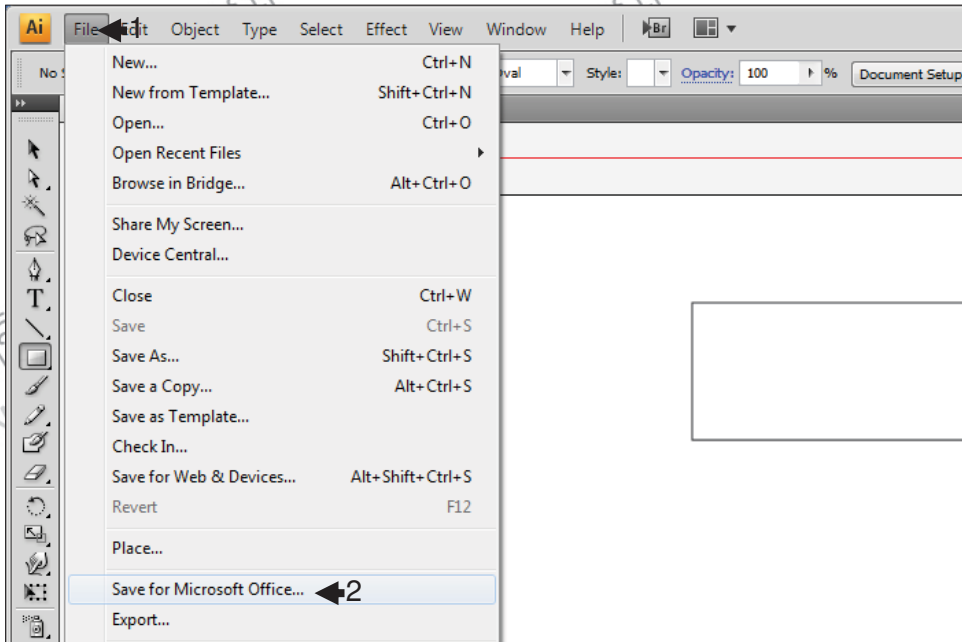 Ai File 1 Edit Object Type Select Effect View Window Help Br
No Oval Style: Opacity: 100 % Document Setup
New... Ctrl+N
New from Template... Shift+Ctrl+N
Open... Ctrl+O
Open Recent Files
Browse in Bridge... Alt+Ctrl+O
Share My Screen...
Device Central...
Close Ctrl+W
Save Ctrl+S
Save As... Shift+Ctrl+S
Save a Copy... Alt+Ctrl+S
Save as Template...
Check In...
Save for Web & Devices... Alt+Shift+Ctrl+S
Revert F12
Place...
Save for Microsoft Office... 2
Export...
T